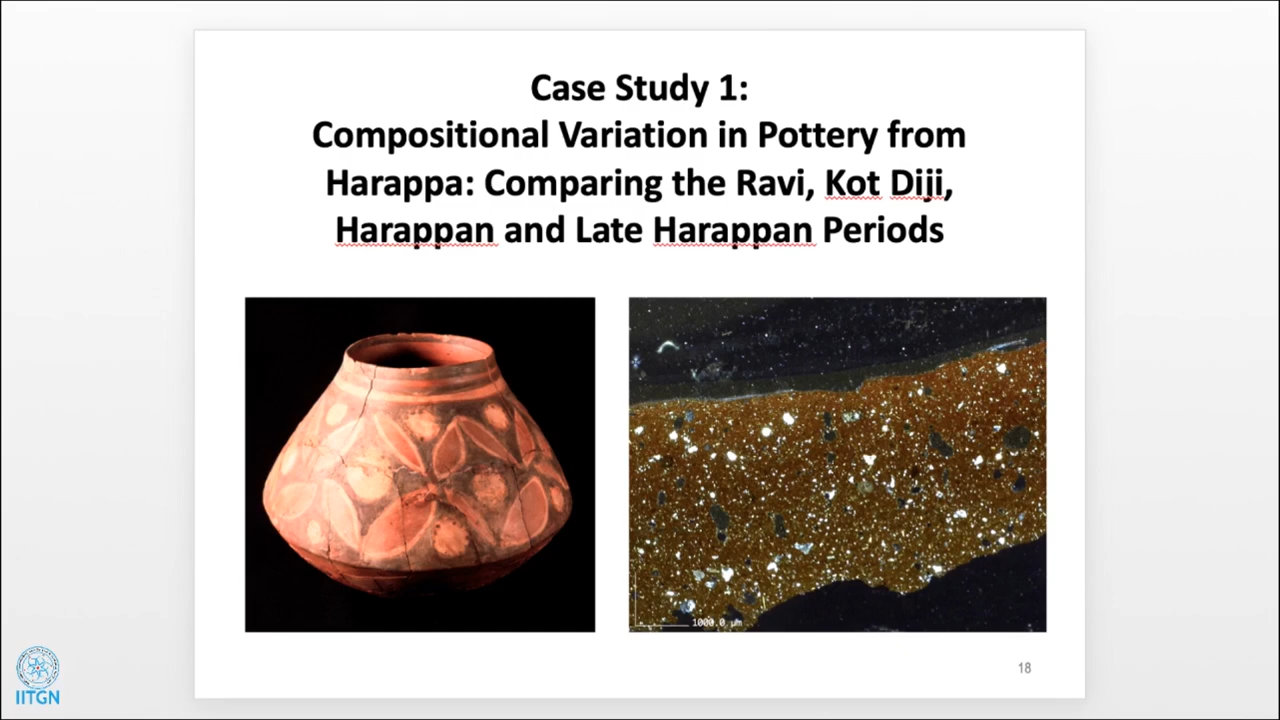 Case Study 1:
Compositional Variation in Pottery from
Harappa: Comparing the Ravi, Kot Diji,
Harappan and Late Harappan Periods
1000.0 µm
18
IITGN